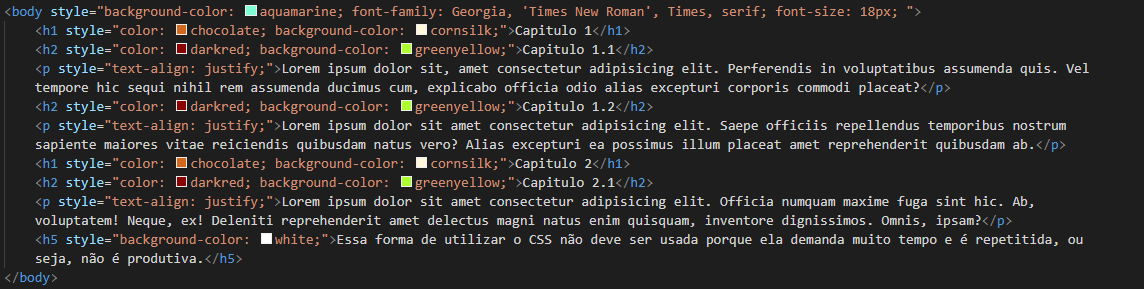 <body style="background-color: aquamarine; font-family: Georgia, 'Times New Roman', Times, serif; font-size: 18px; ">
<h1 style="color: chocolate; background-color: cornsilk;">Capitulo 1</h1>
<h2 style="color: darkred; background-color: greenyellow;">Capitulo 1.1</h2>
<p style="text-align: justify;">Lorem ipsum dolor sit, amet consectetur adipisicing elit. Perferendis in voluptatibus assumenda quis. Vel
tempore hic sequi nihil rem assumenda ducimus cum, explicabo officia odio alias excepturi corporis commodi placeat?</p>
<h2 style="color: darkred; background-color: greenyellow;">Capitulo 1.2</h2>
<p style="text-align: justify;">Lorem ipsum dolor sit amet consectetur adipisicing elit. Saepe officiis repellendus temporibus nostrum
sapiente maiores vitae reiciendis quibusdam natus vero? Alias excepturi ea possimus illum placeat amet reprehenderit quibusdam ab.</p>
<h1 style="color: chocolate; background-color: cornsilk;">Capitulo 2</h1>
<h2 style="color: darkred; background-color: greenyellow;">Capitulo 2.1</h2>
<p style="text-align: justify;">Lorem ipsum dolor sit amet consectetur adipisicing elit. Officia numquam maxime fuga sint hic. Ab,
voluptatem! Neque, ex! Deleniti reprehenderit amet delectus magni natus enim quisquam, inventore dignissimos. Omnis, ipsam?</p>
<h5 style="background-color: white;">Essa forma de utilizar o CSS não deve ser usada porque ela demanda muito tempo e é repetitida, ou
seja, não é produtiva.</h5>
</body>